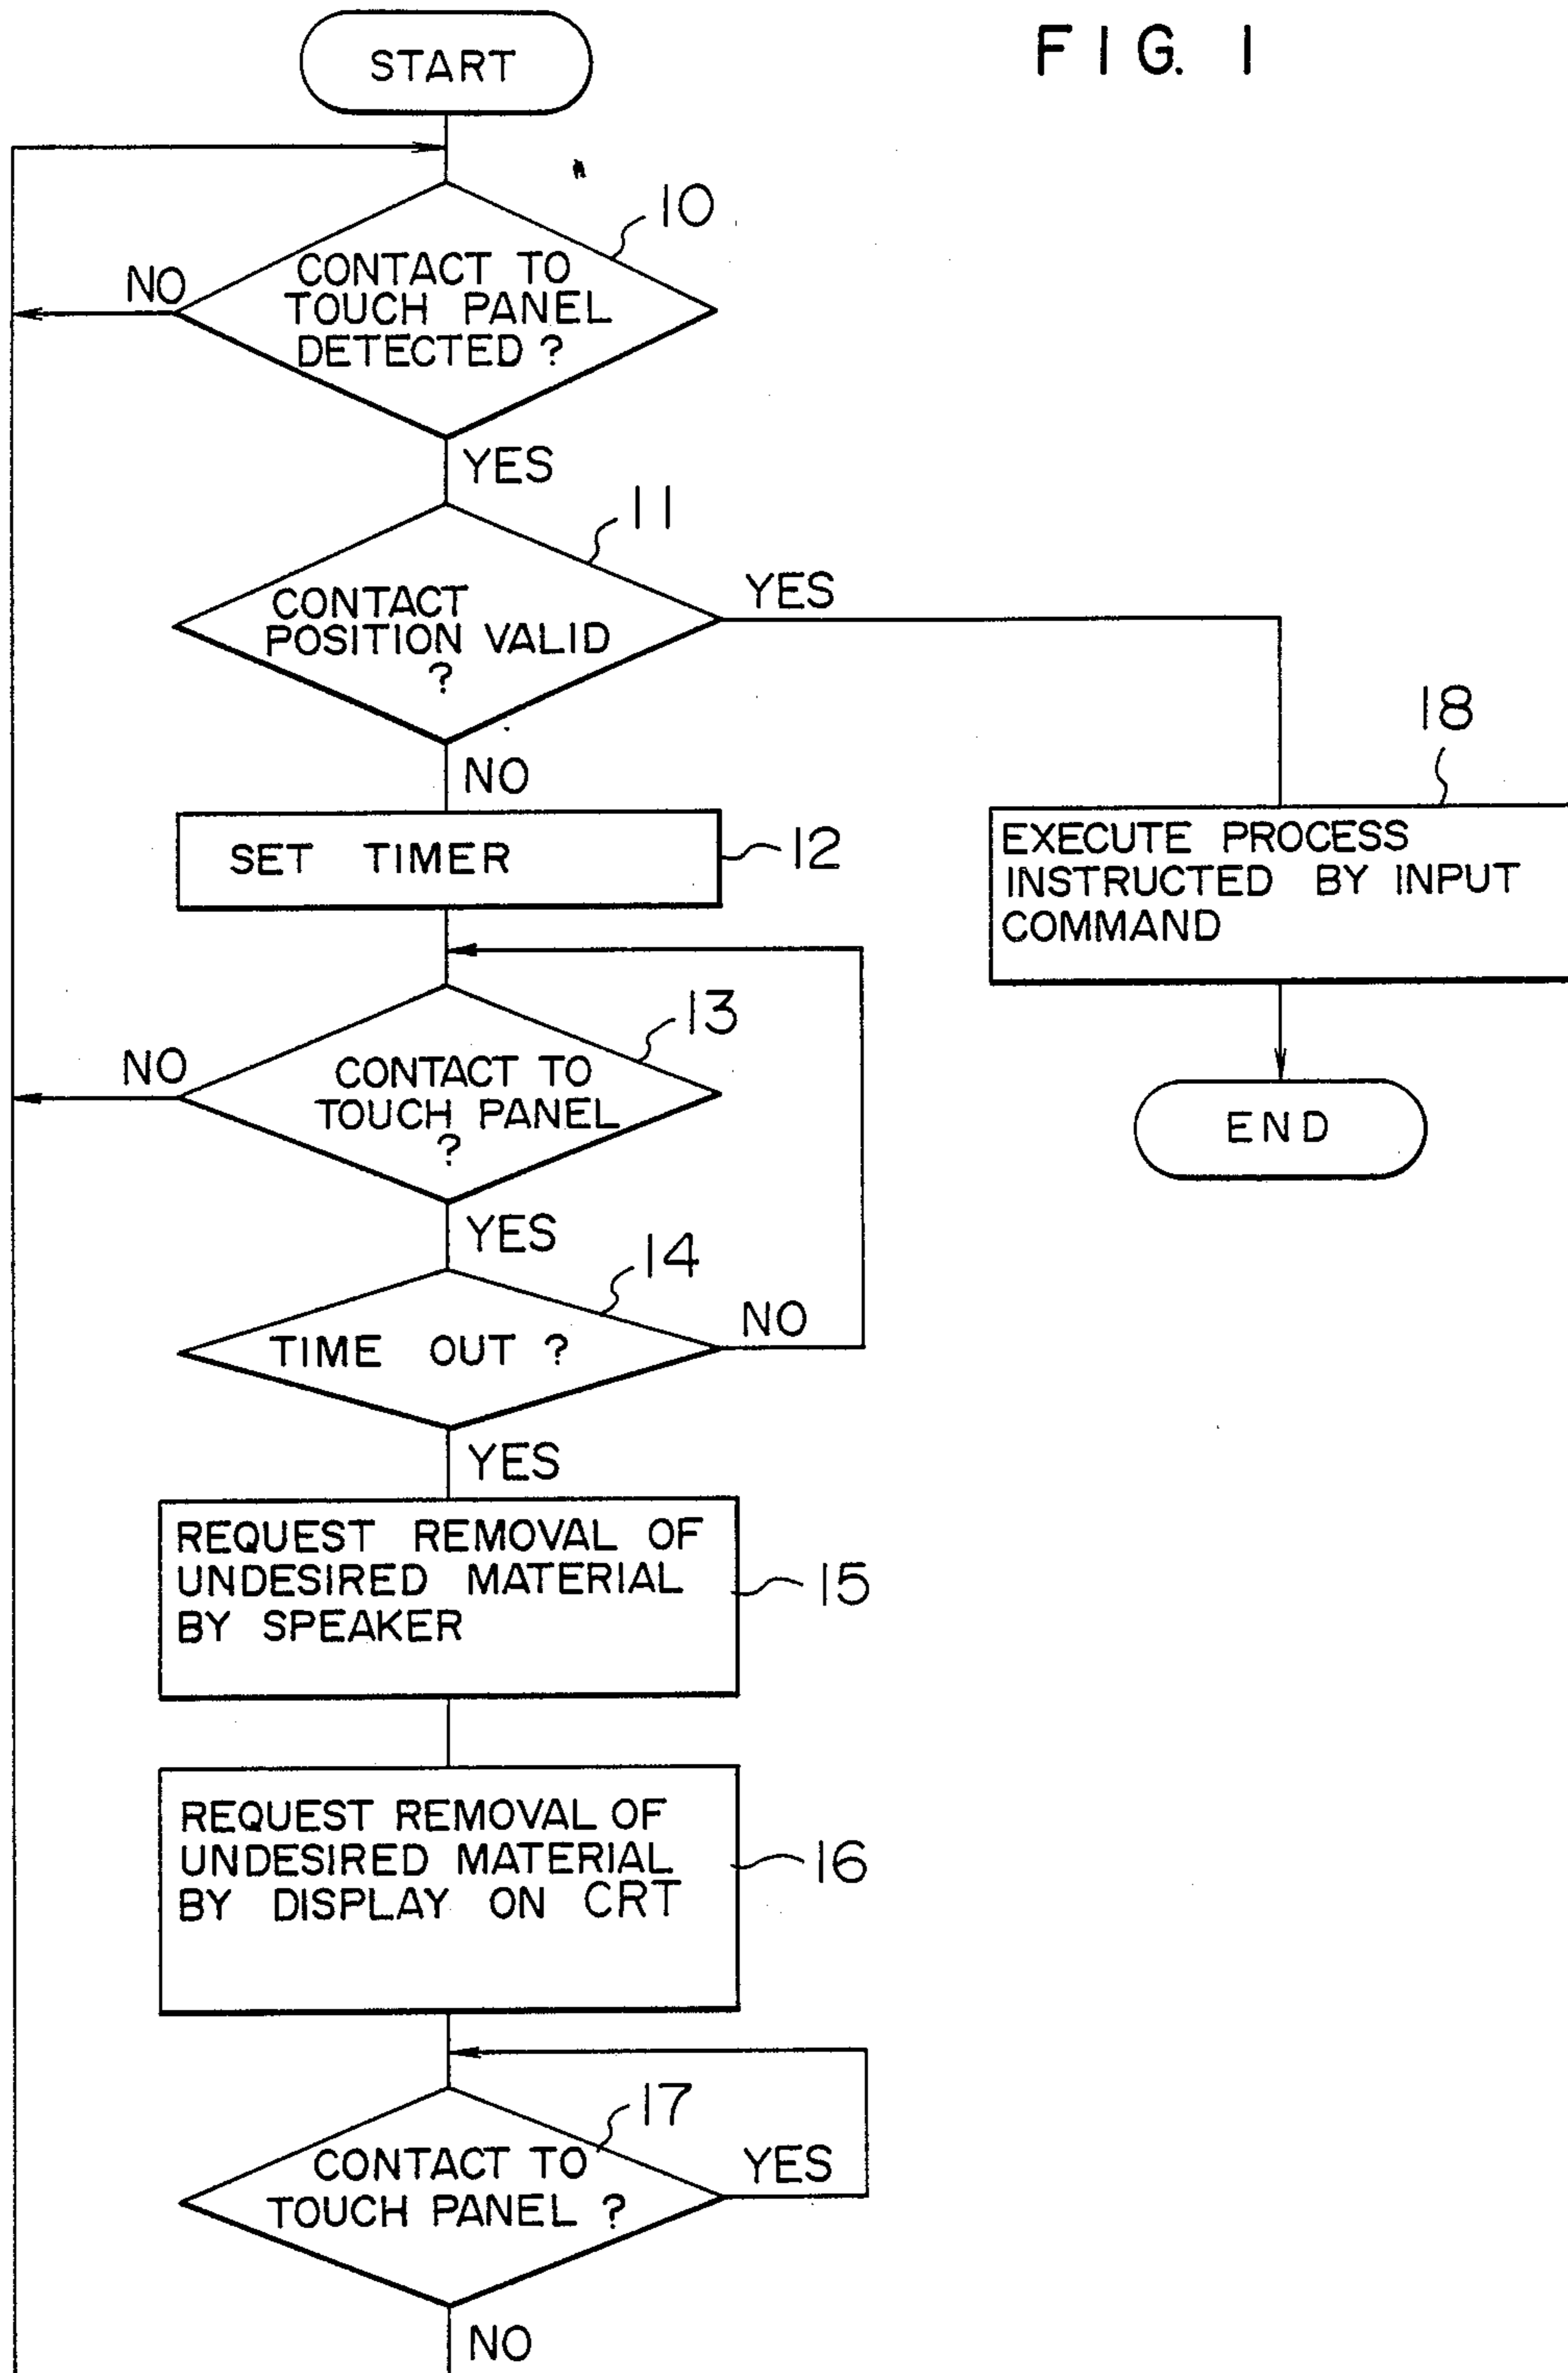 FIG. 1
START
10
CONTACT TO
TOUCH PANEL
DETECTED ?
NO
YES
11
CONTACT
POSITION VALID
?
YES
NO
18
SET TIMER
12
EXECUTE PROCESS
INSTRUCTED BY INPUT
COMMAND
13
CONTACT TO
TOUCH PANEL
?
NO
END
YES
14
TIME OUT ?
NO
YES
REQUEST REMOVAL OF
UNDESIRED MATERIAL
BY SPEAKER
15
REQUEST REMOVAL OF
UNDESIRED MATERIAL
BY DISPLAY ON CRT
16
17
CONTACT TO
TOUCH PANEL ?
YES
NO